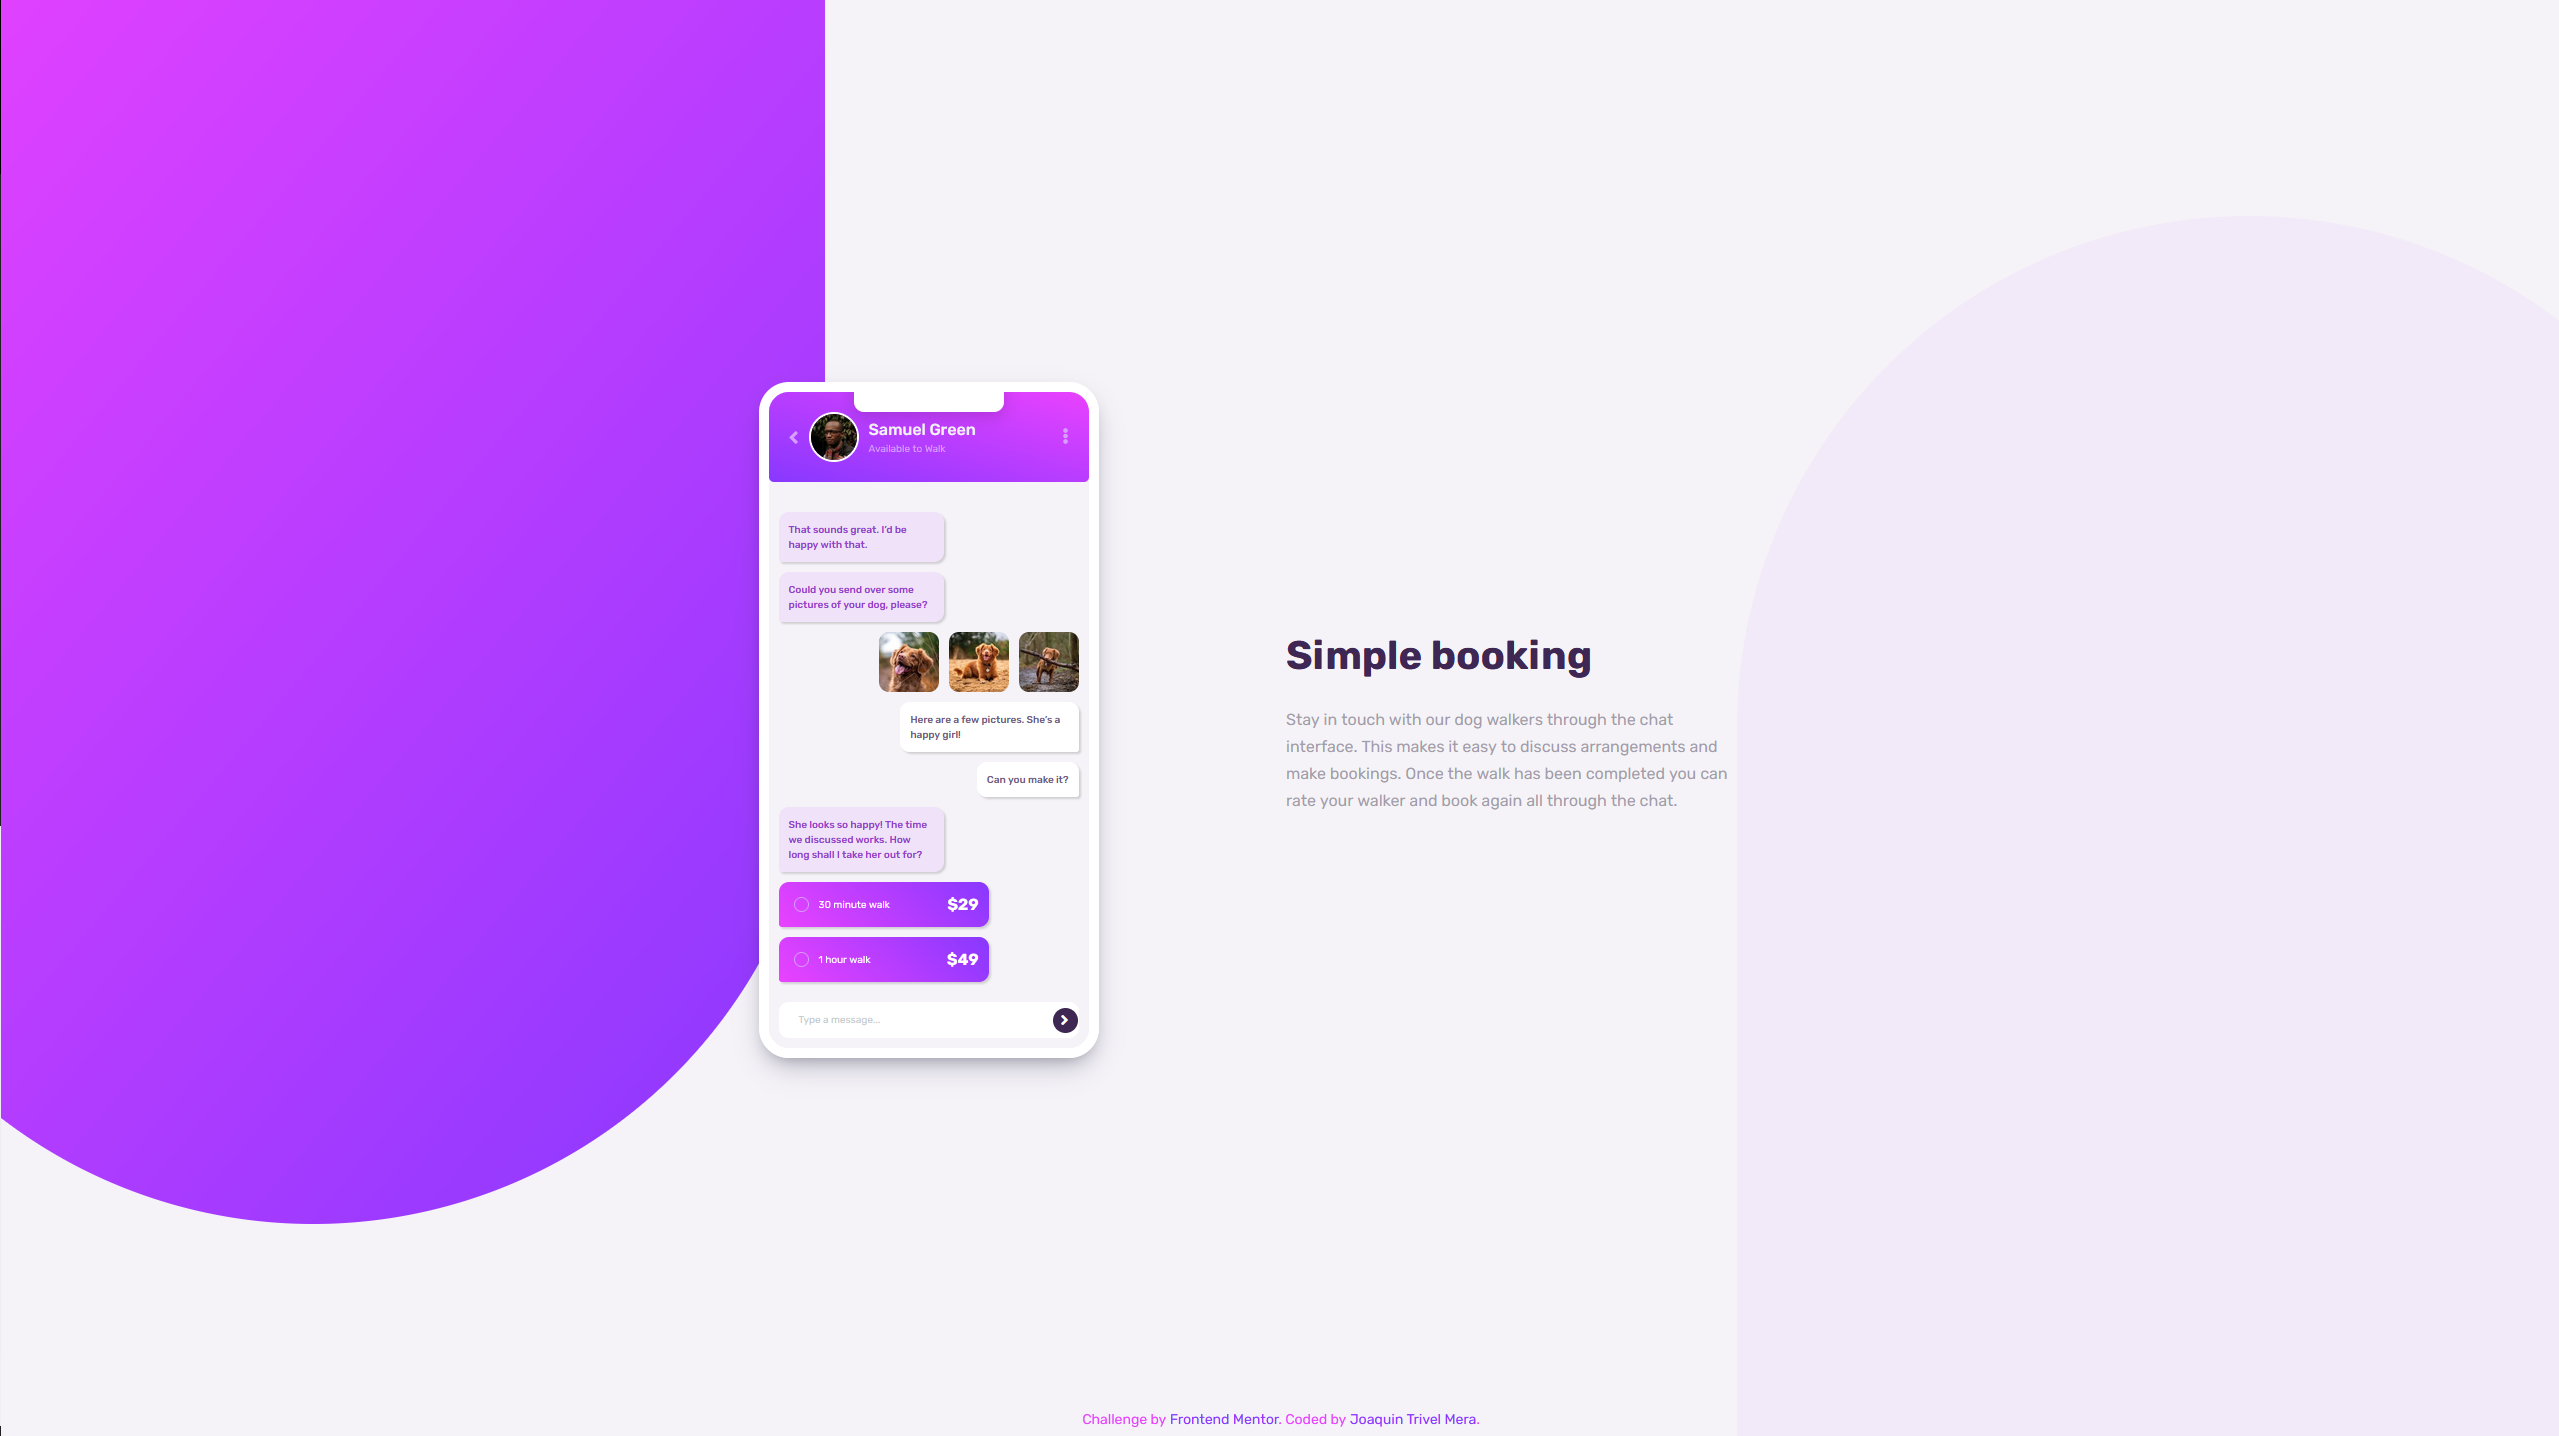 Samuel Green
Available to Walk
That sounds great. I'd be
happy with that.
Could you send over some
pictures of your dog, please?
Here are a few pictures. She's a
happy girl!
Can you make it?
She looks so happy! The time
we discussed works. How
long shall I take her out for?
30 minute walk $29
1 hour walk $49
Type a message...
Simple booking
Stay in touch with our dog walkers through the chat
interface. This makes it easy to discuss arrangements and
make bookings. Once the walk has been completed you can
rate your walker and book again all through the chat.
Challenge by Frontend Mentor. Coded by Joaquin Trivel Mera.